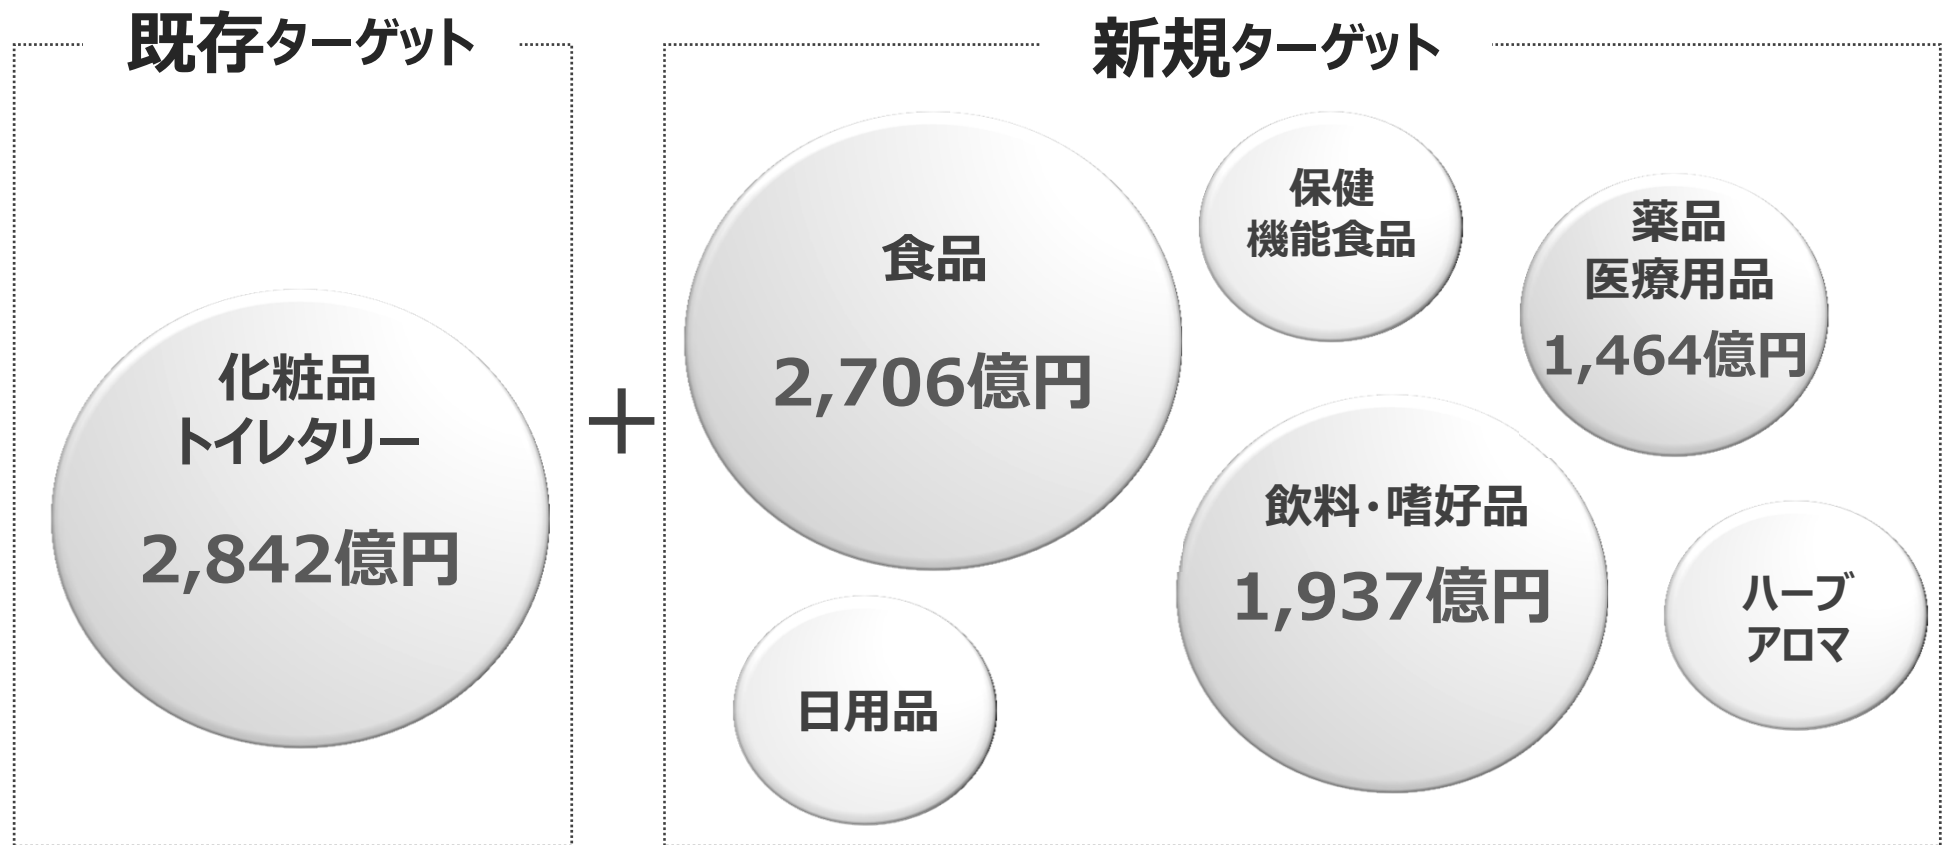 既存ターゲット
化粧品
トイレタリー
2,842億円
＋
新規ターゲット
食品
2,706億円
保健
機能食品
薬品
医療用品
1,464億円
飲料・嗜好品
1,937億円
日用品
ハーブ
アロマ